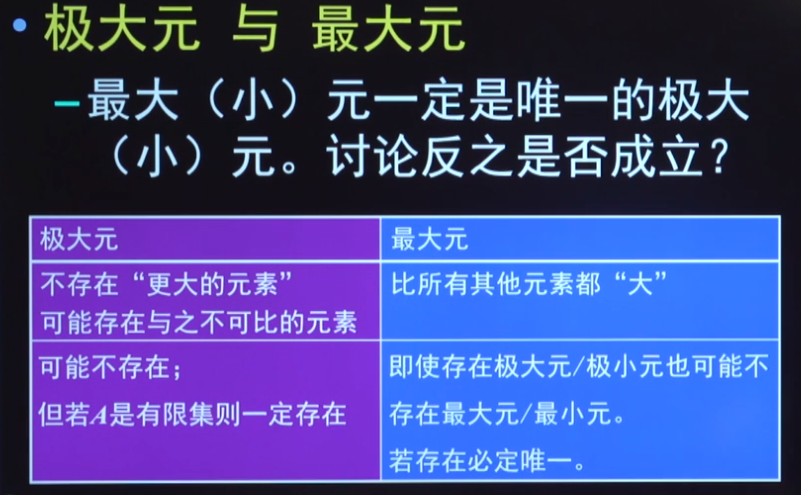 • 极大元 与 最大元
–最大（小）元一定是唯一的极大
（小）元。讨论反之是否成立？
极大元
最大元
不存在“更大的元素”
可能存在与之不可比的元素
比所有其他元素都“大”
可能不存在；
但若A是有限集则一定存在
即使存在极大元/极小元也可能不
存在最大元/最小元。
若存在必定唯一。